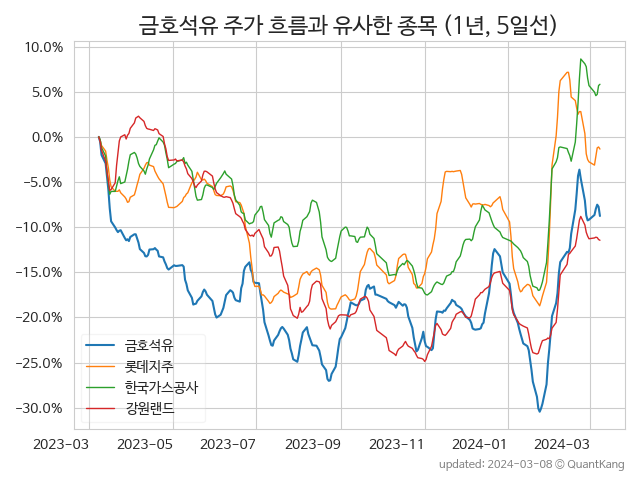 금호석유 주가 흐름과 유사한 종목 (1년, 5일선)
10.0%
5.0%
0.0%
−5.0%
−10.0%
−15.0%
−20.0%
−25.0%
−30.0%
금호석유
롯데지주
한국가스공사
강원랜드
2023−03 2023−05 2023−07 2023−09 2023−11 2024−01 2024−03
updated: 2024-03-08 ⓒ QuantKang